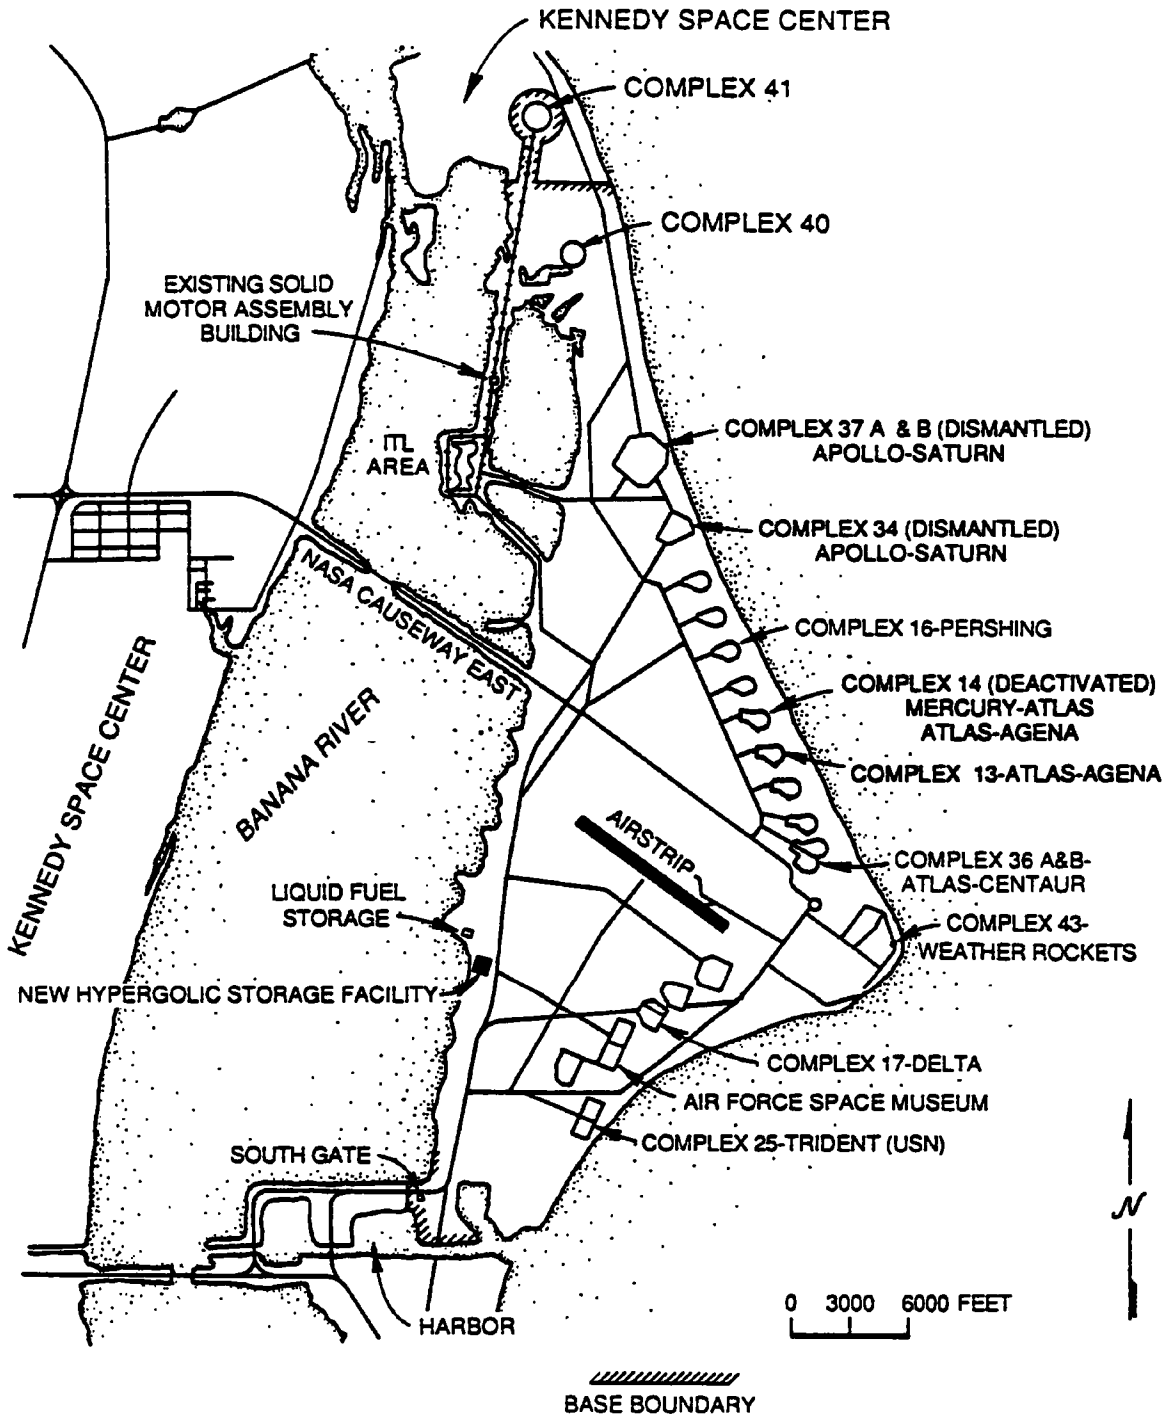 KENNEDY SPACE CENTER
COMPLEX 41
COMPLEX 40
EXISTING SOLID
MOTOR ASSEMBLY
BUILDING
ITL
AREA
COMPLEX 37 A & B (DISMANTLED)
APOLLO-SATURN
COMPLEX 34 (DISMANTLED)
APOLLO-SATURN
NASA CAUSEWAY EAST
COMPLEX 16-PERSHING
KENNEDY SPACE CENTER
BANANA RIVER
COMPLEX 14 (DEACTIVATED)
MERCURY-ATLAS
ATLAS-AGENA
COMPLEX 13-ATLAS-AGENA
AIRSTRIP
COMPLEX 36 A&B-
ATLAS-CENTAUR
LIQUID FUEL
STORAGE
COMPLEX 43-
WEATHER ROCKETS
NEW HYPERGOLIC STORAGE FACILITY
COMPLEX 17-DELTA
AIR FORCE SPACE MUSEUM
COMPLEX 25-TRIDENT (USN)
SOUTH GATE
N
HARBOR
0 3000 6000 FEET
BASE BOUNDARY